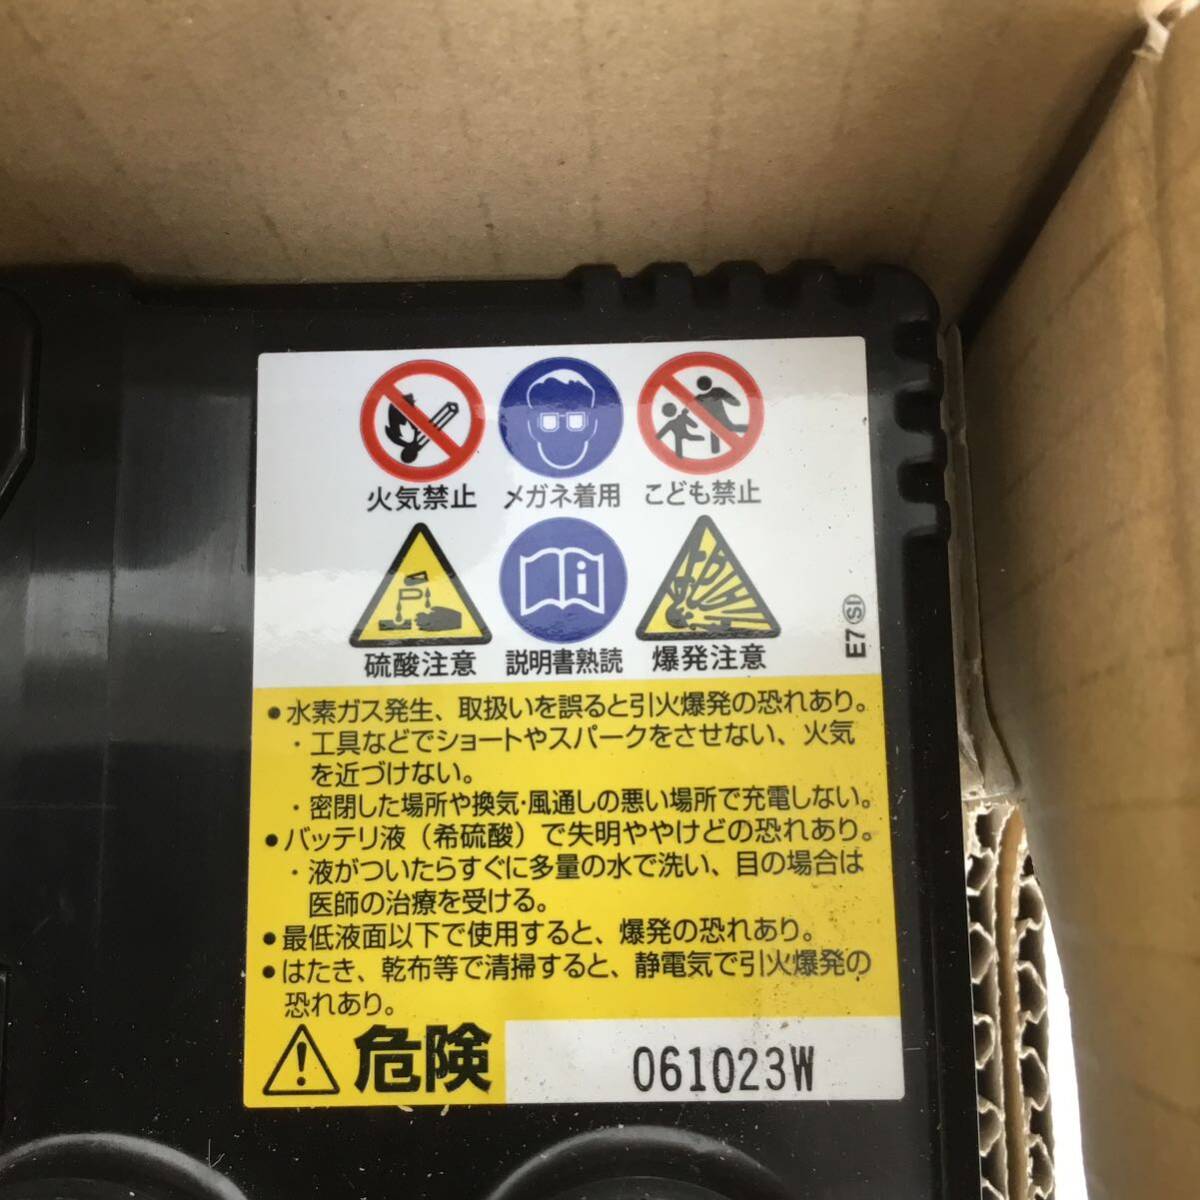 火気禁止 メガネ着用 こども禁止
硫酸注意 説明書熟読 爆発注意
E7 SI
●水素ガス発生、取扱いを誤ると引火爆発の恐れあり。
・工具などでショートやスパークをさせない、火気
を近づけない。
・密閉した場所や換気・風通しの悪い場所で充電しない。
●バッテリ液（希硫酸）で失明ややけどの恐れあり。
・液がついたらすぐに多量の水で洗い、目の場合は
医師の治療を受ける。
●最低液面以下で使用すると、爆発の恐れあり。
●はたき、乾布等で清掃すると、静電気で引火爆発の
恐れあり。
危険 061023W